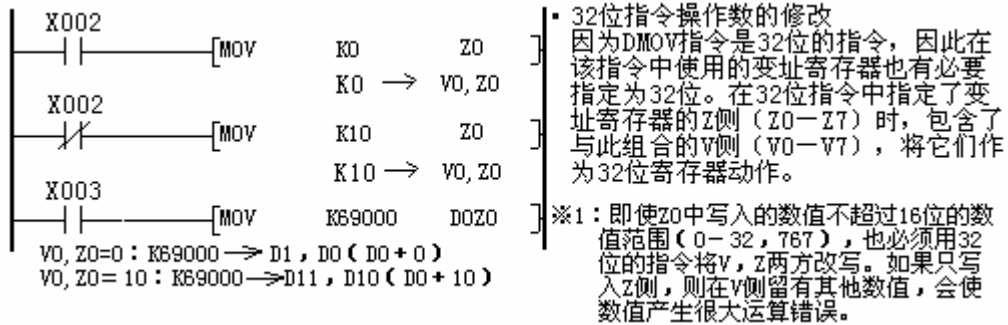 X002
[MOV K0 Z0 ]
K0 → V0, Z0
X002
[MOV K10 Z0 ]
K10 → V0, Z0
X003
[MOV K69000 D0Z0 ]
V0, Z0=0：K69000→D1，D0(D0+0)
V0, Z0=10：K69000→D11，D10(D0+10)
▪ 32位指令操作数的修改
因为DMOV指令是32位的指令，因此在
该指令中使用的变址寄存器也有必要
指定为32位。在32位指令中指定了变
址寄存器的Z侧（Z0—Z7）时，包含了
与此组合的V侧（V0—V7），将它们作
为32位寄存器动作。
※1：即使Z0中写入的数值不超过16位的数
值范围(0-32，767)，也必须用32
位的指令将V，Z两方改写。如果只写
入Z侧，则在V侧留有其他数值，会使
数值产生很大运算错误。